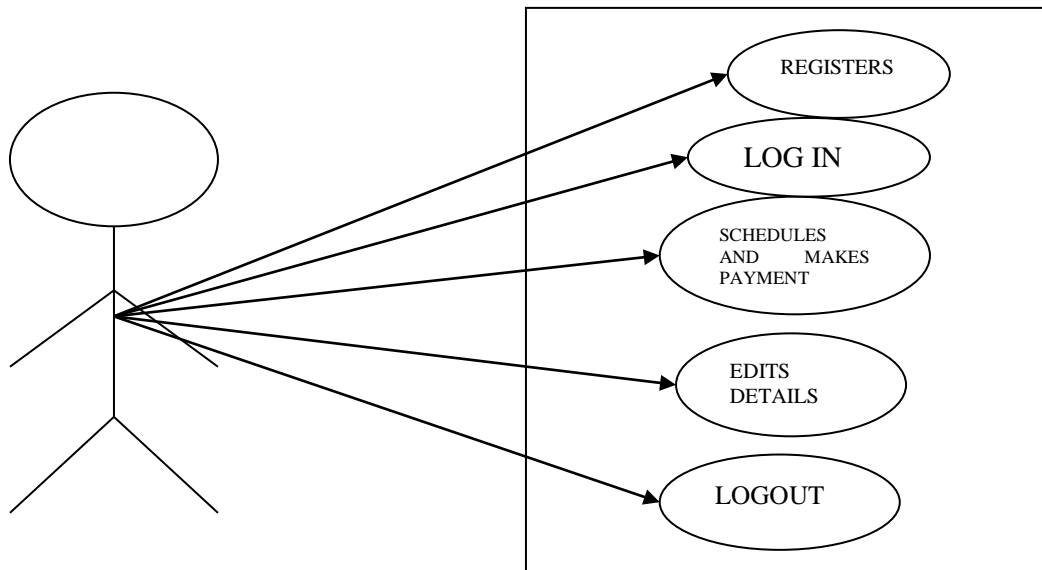 REGISTERS
LOG IN
SCHEDULES
AND MAKES
PAYMENT
EDITS
DETAILS
LOGOUT